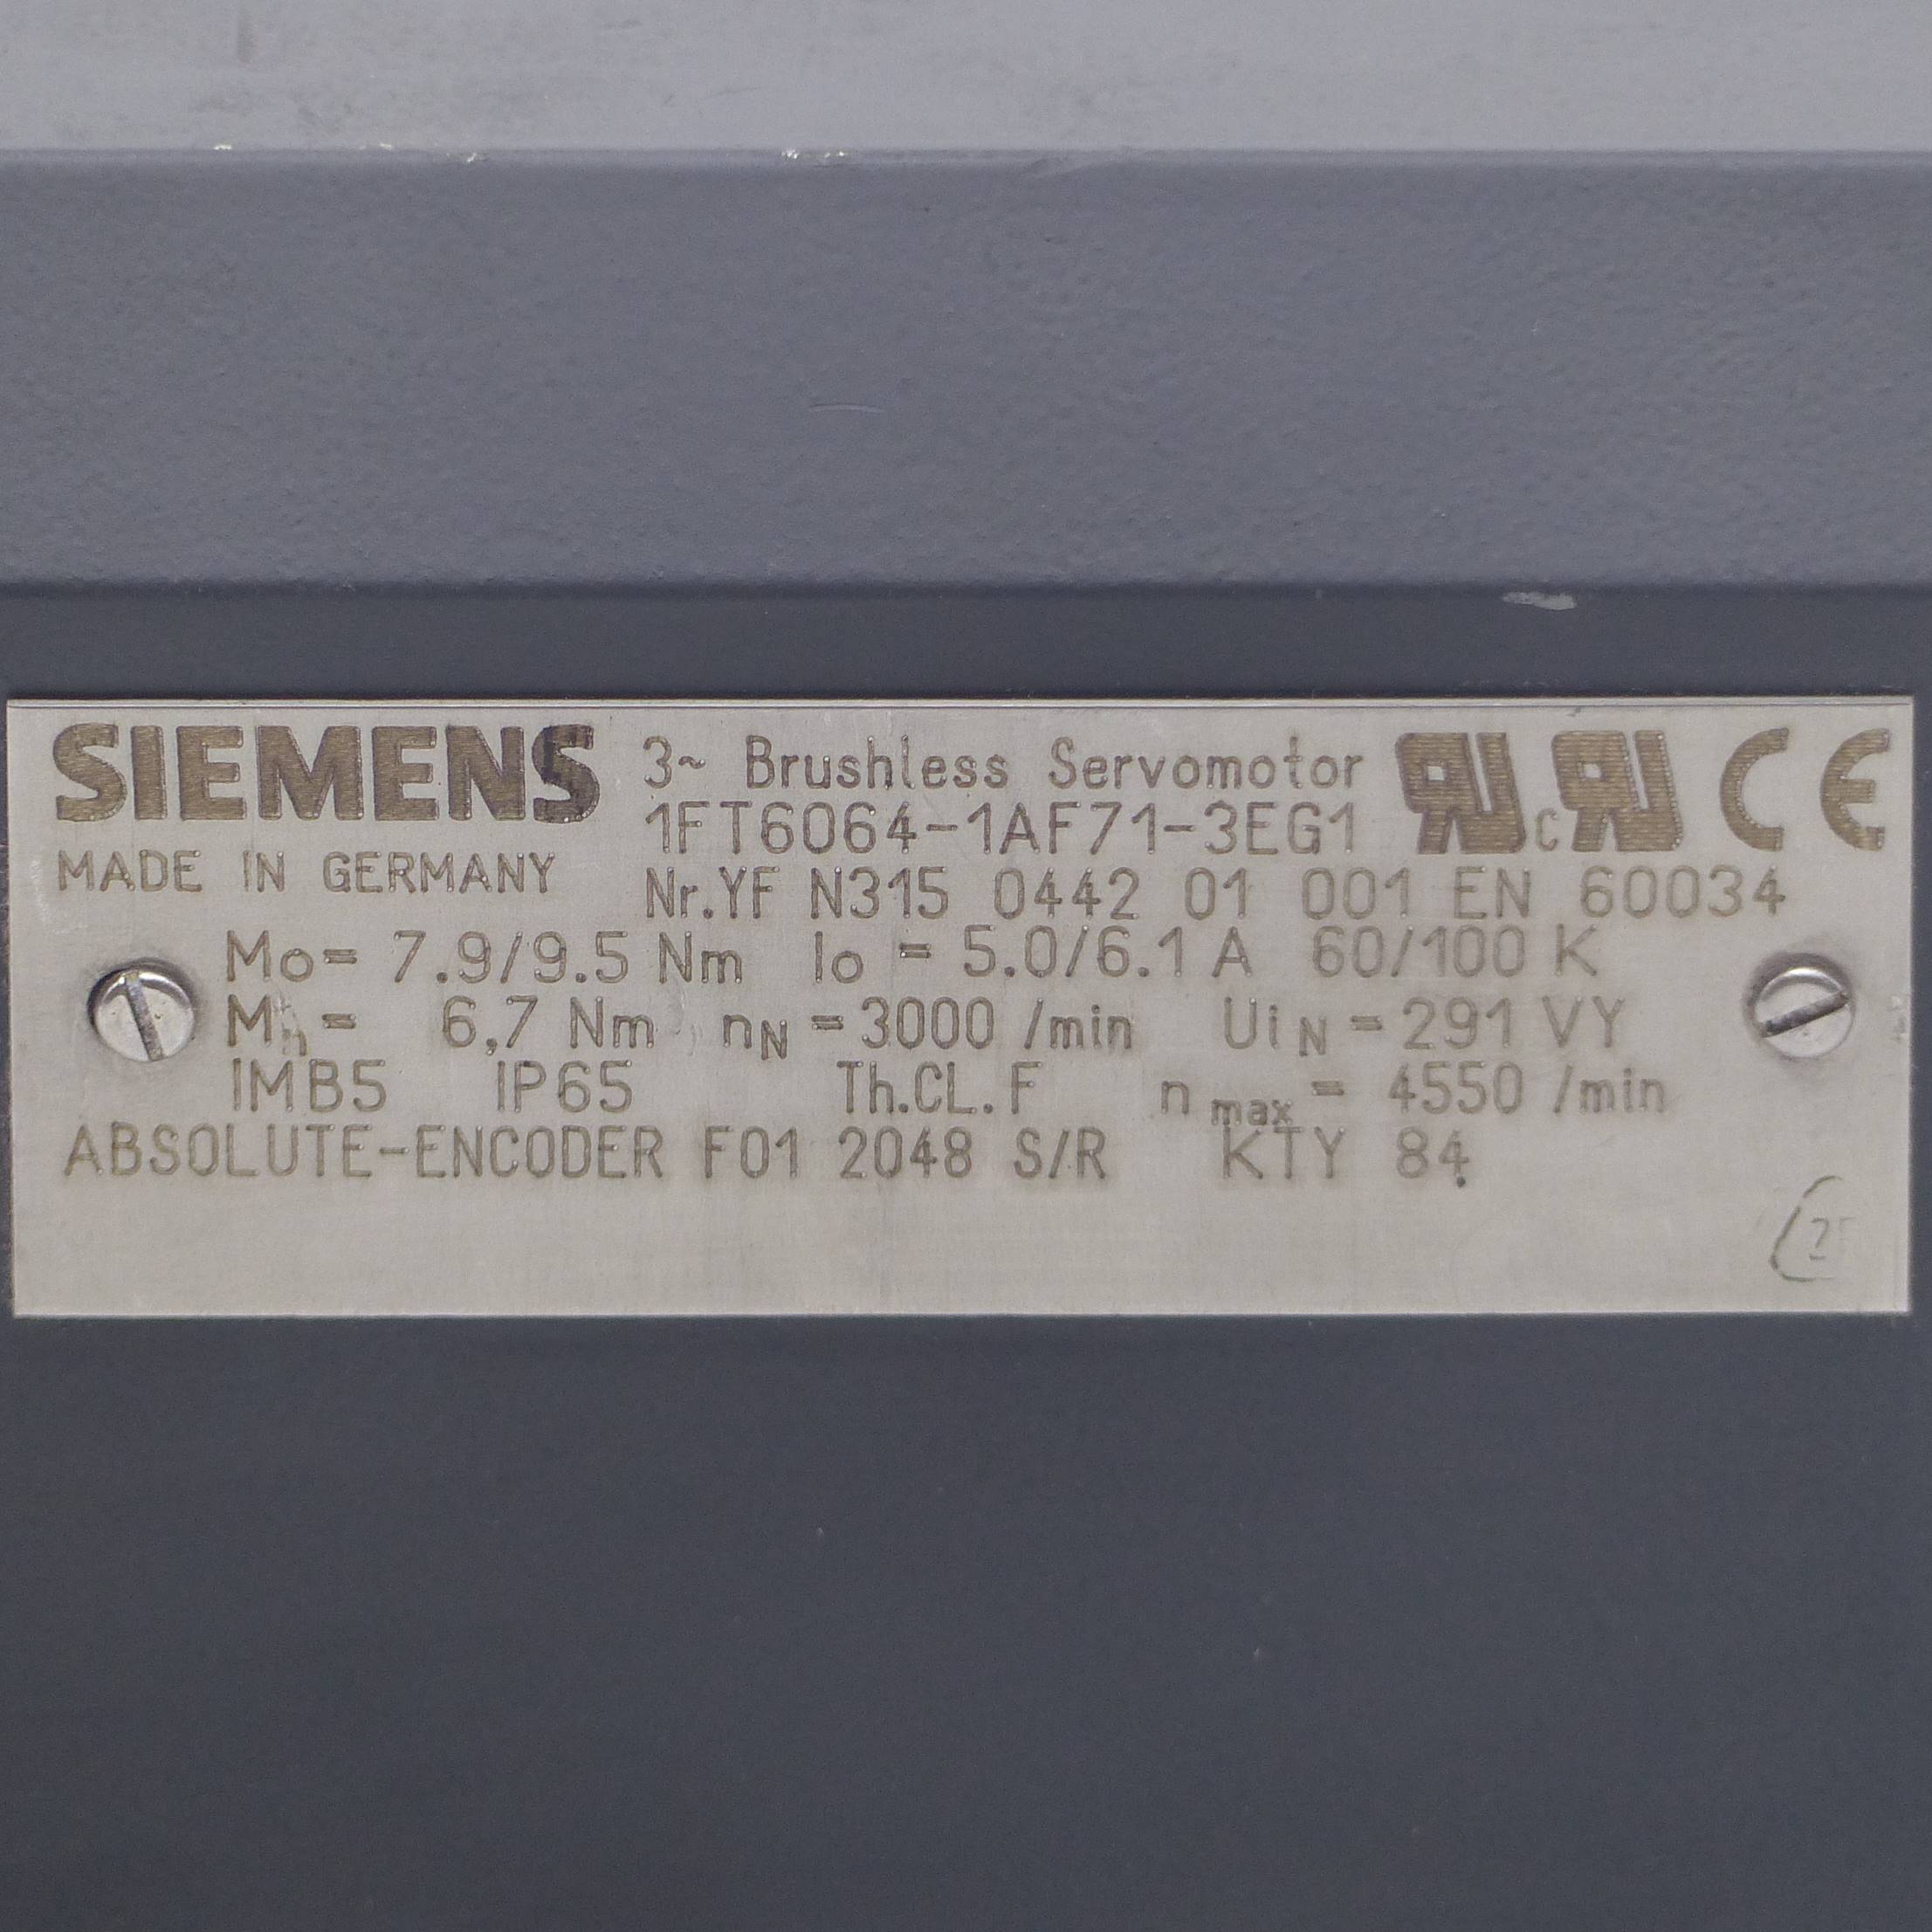 SIEMENS 3~ Brushless Servomotor
1FT6064-1AF71-3EG1 c CE
MADE IN GERMANY
Nr.YF N315 0442 01 001 EN 60034
Mo= 7.9/9.5 Nm Io = 5.0/6.1 A 60/100 K
Mn= 6,7 Nm nN =3000 /min UiN =291 VY
IMB5 IP65 Th.CL.F n max = 4550 /min
ABSOLUTE-ENCODER F01 2048 S/R KTY 84